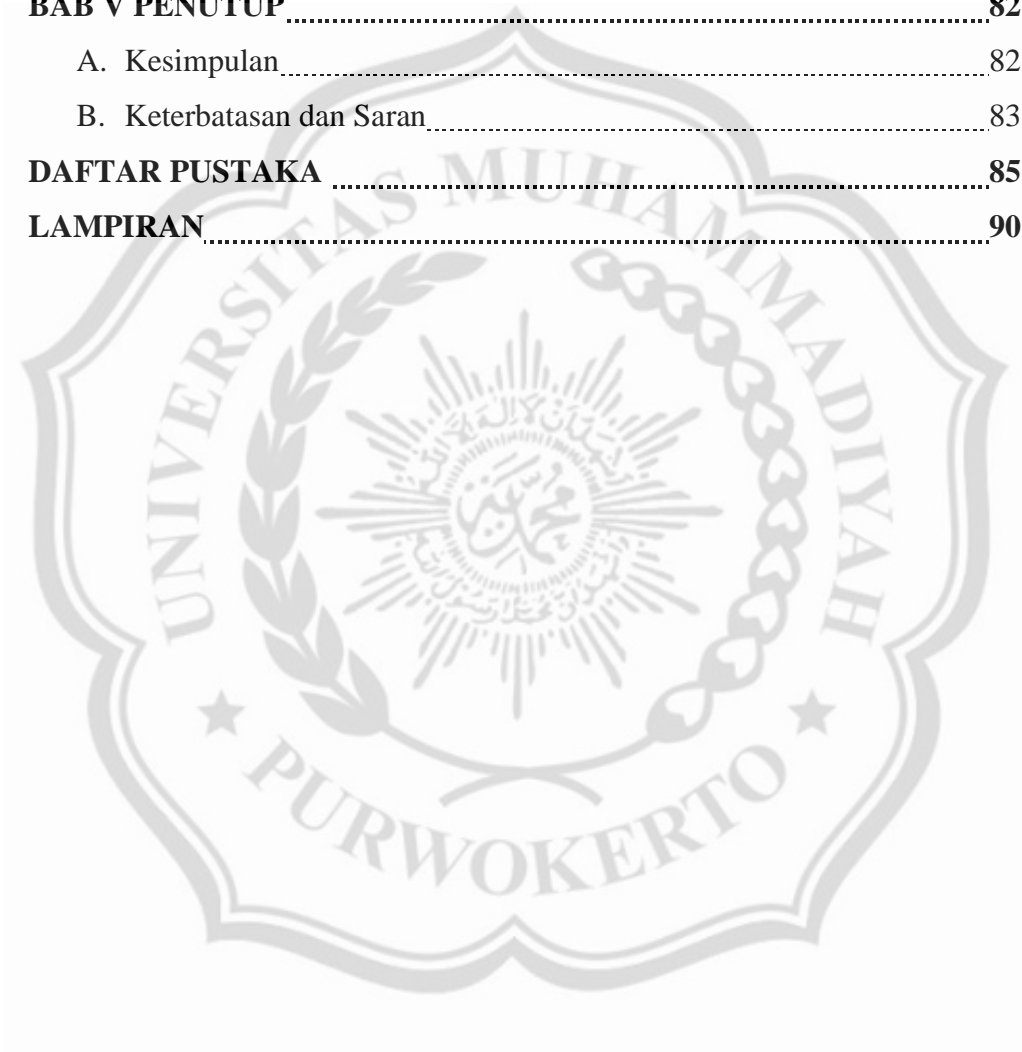 BAB V PENUTUP 82
A. Kesimpulan 82
B. Keterbatasan dan Saran 83
DAFTAR PUSTAKA 85
LAMPIRAN 90
UNIVERSITAS MUHAMMADIYAH
PURWOKERTO